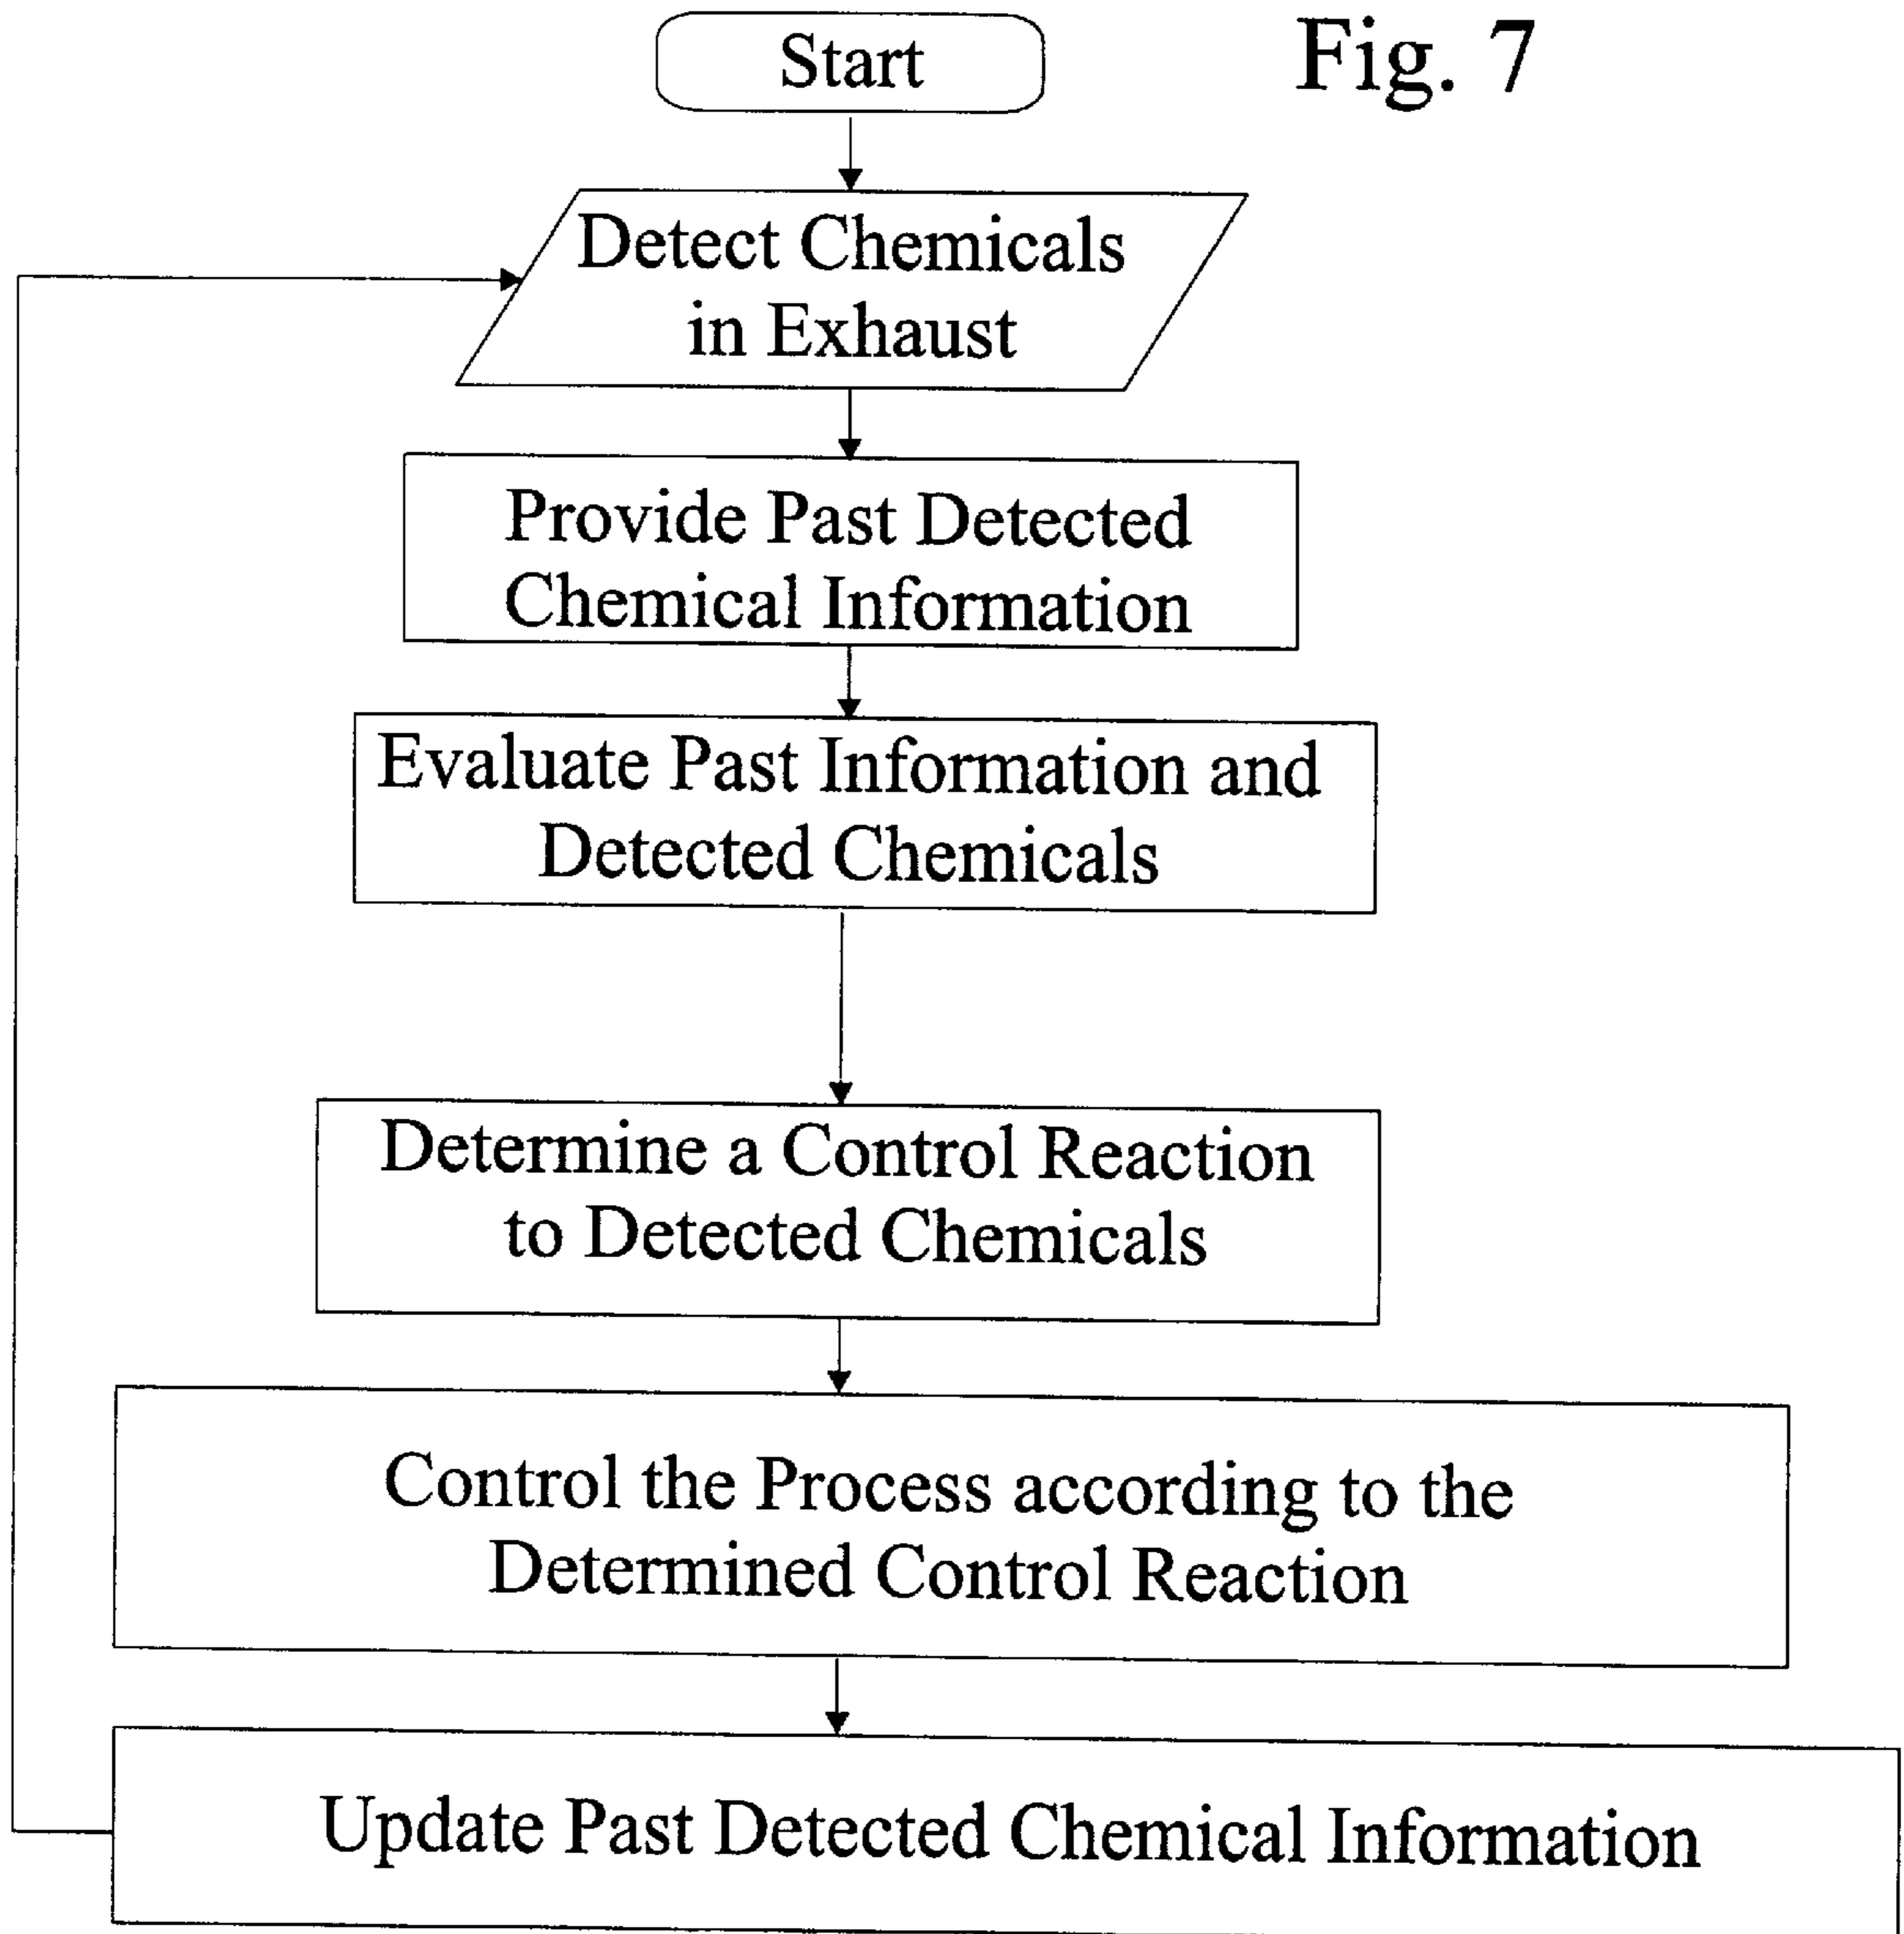 Start
Fig. 7
Detect Chemicals
in Exhaust
Provide Past Detected
Chemical Information
Evaluate Past Information and
Detected Chemicals
Determine a Control Reaction
to Detected Chemicals
Control the Process according to the
Determined Control Reaction
Update Past Detected Chemical Information